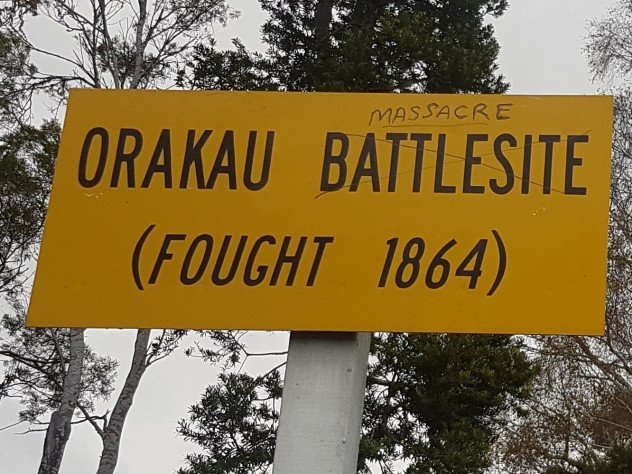 MASSACRE
ORAKAU BATTLESITE
(FOUGHT 1864)